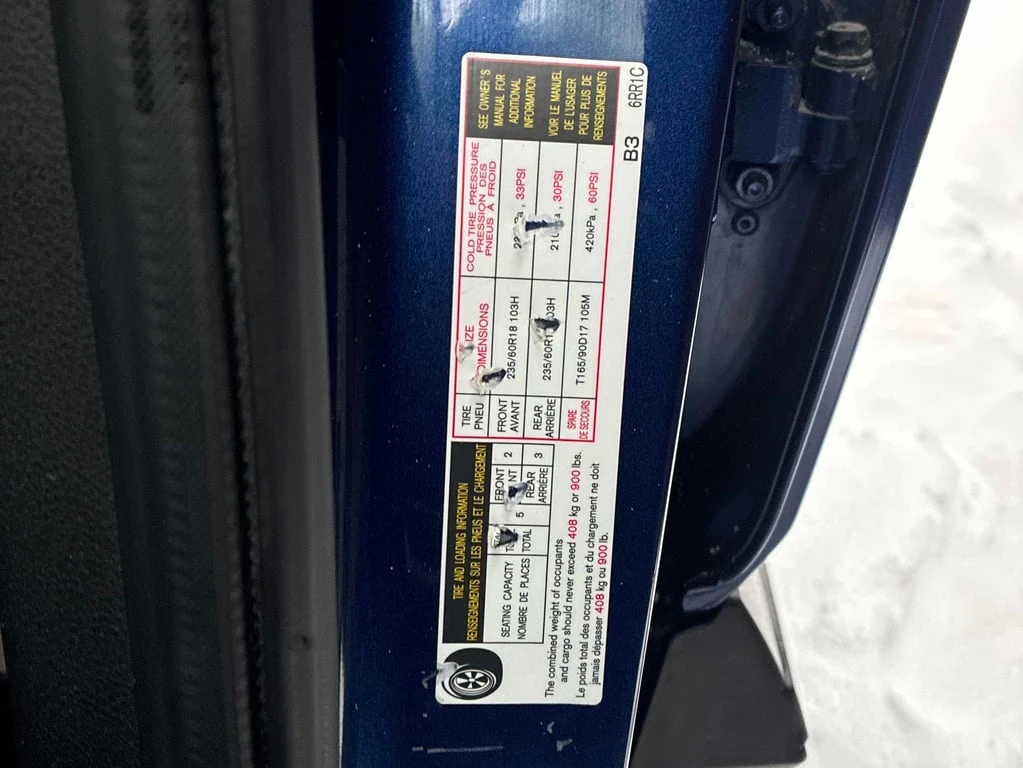 TIRE AND LOADING INFORMATION
RENSEIGNEMENTS SUR LES PNEUS ET LE CHARGEMENT
SEATING CAPACITY
NOMBRE DE PLACES TOTAL 5
FRONT 2
REAR
ARRIÈRE 3
The combined weight of occupants
and cargo should never exceed 408 kg or 900 lbs.
Le poids total des occupants et du chargement ne doit
jamais dépasser 408 kg ou 900 lb.
TIRE
PNEU DIMENSIONS
COLD TIRE PRESSURE
PRESSION DES
PNEUS À FROID
FRONT
AVANT 235/60R18 103H 33PSI
REAR
ARRIÈRE 30PSI
SPARE
DE SECOURS T165/90D17 105M 420kPa , 60PSI
SEE OWNER'S
MANUAL FOR
ADDITIONAL
INFORMATION
VOIR LE MANUEL
DE L'USAGER
POUR PLUS DE
RENSEIGNEMENTS
B3 6RR1C